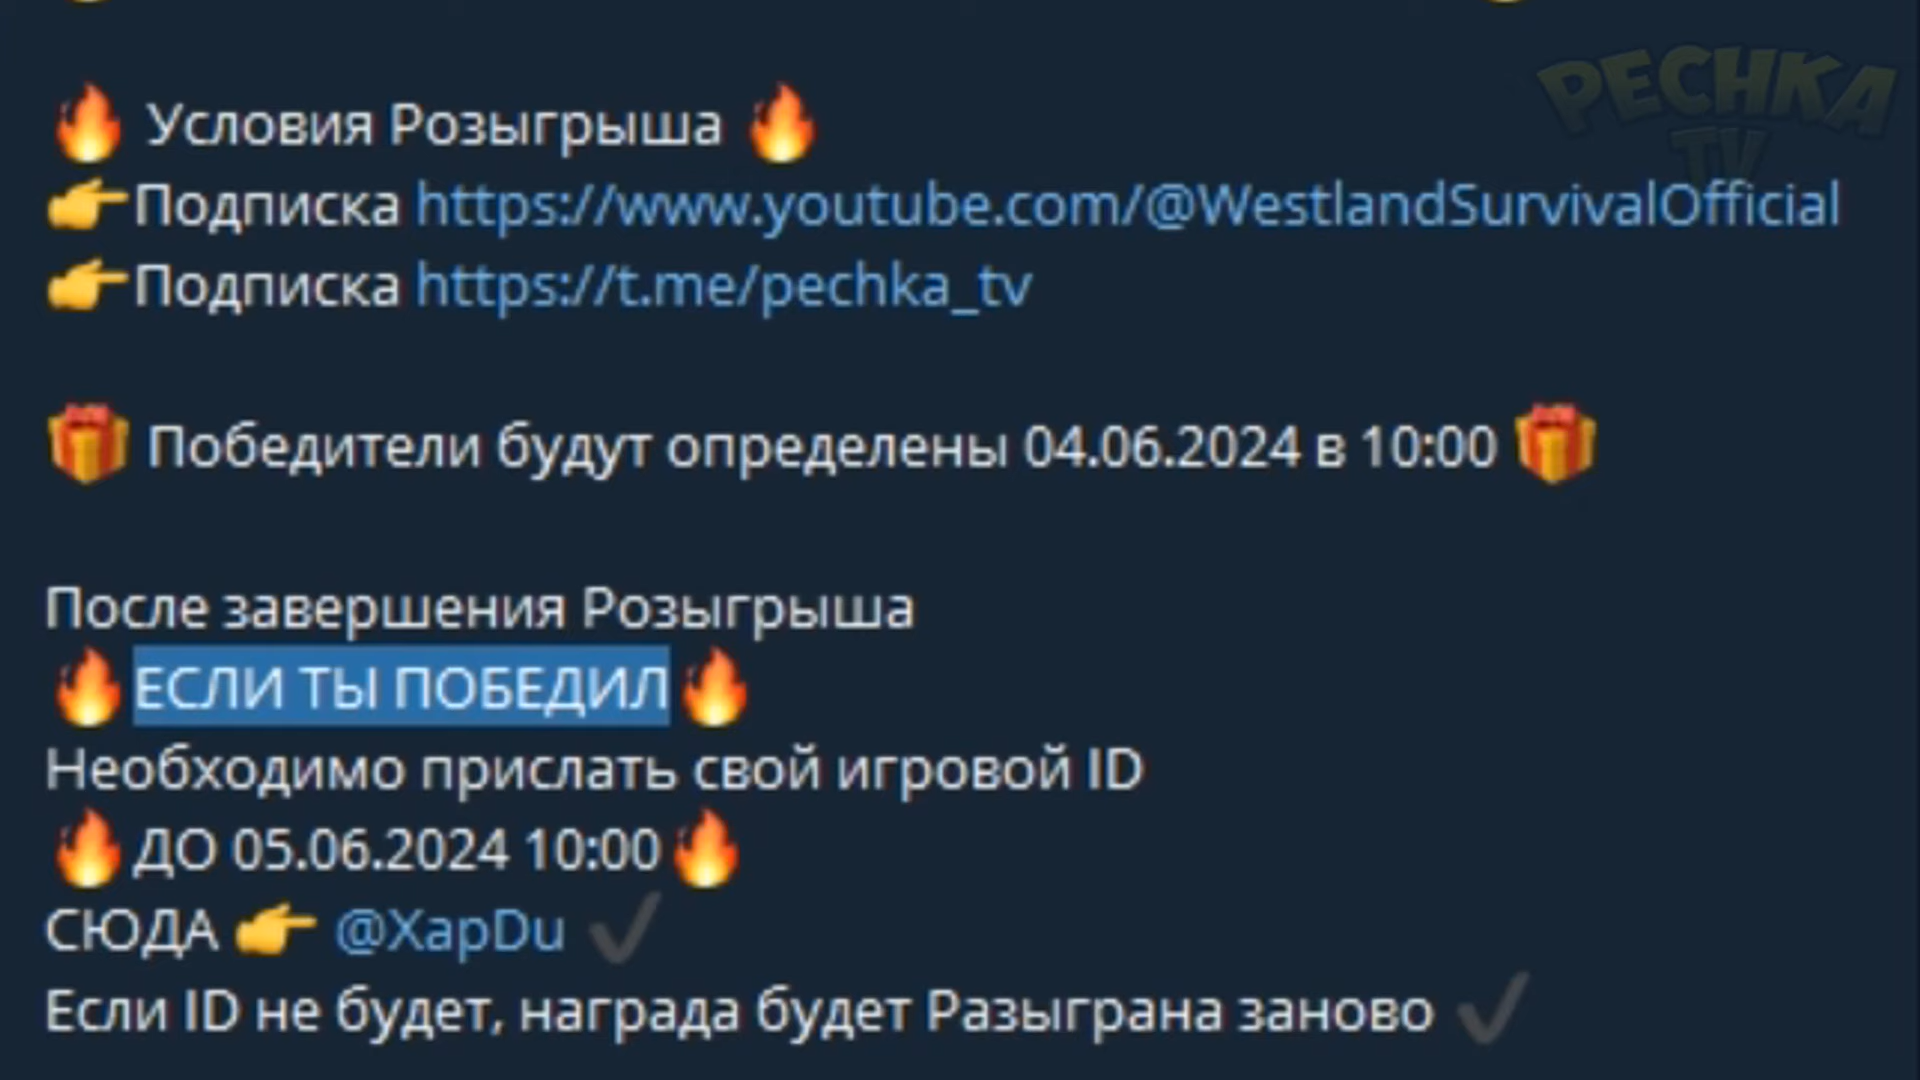 PECHKA
TV
🔥 Условия Розыгрыша 🔥
👉Подписка https://www.youtube.com/@WestlandSurvivalOfficial
👉Подписка https://t.me/pechka_tv
🎁 Победители будут определены 04.06.2024 в 10:00 🎁
После завершения Розыгрыша
🔥ЕСЛИ ТЫ ПОБЕДИЛ🔥
Необходимо прислать свой игровой ID
🔥ДО 05.06.2024 10:00🔥
СЮДА 👉 @XapDu ✔
Если ID не будет, награда будет Разыграна заново ✔